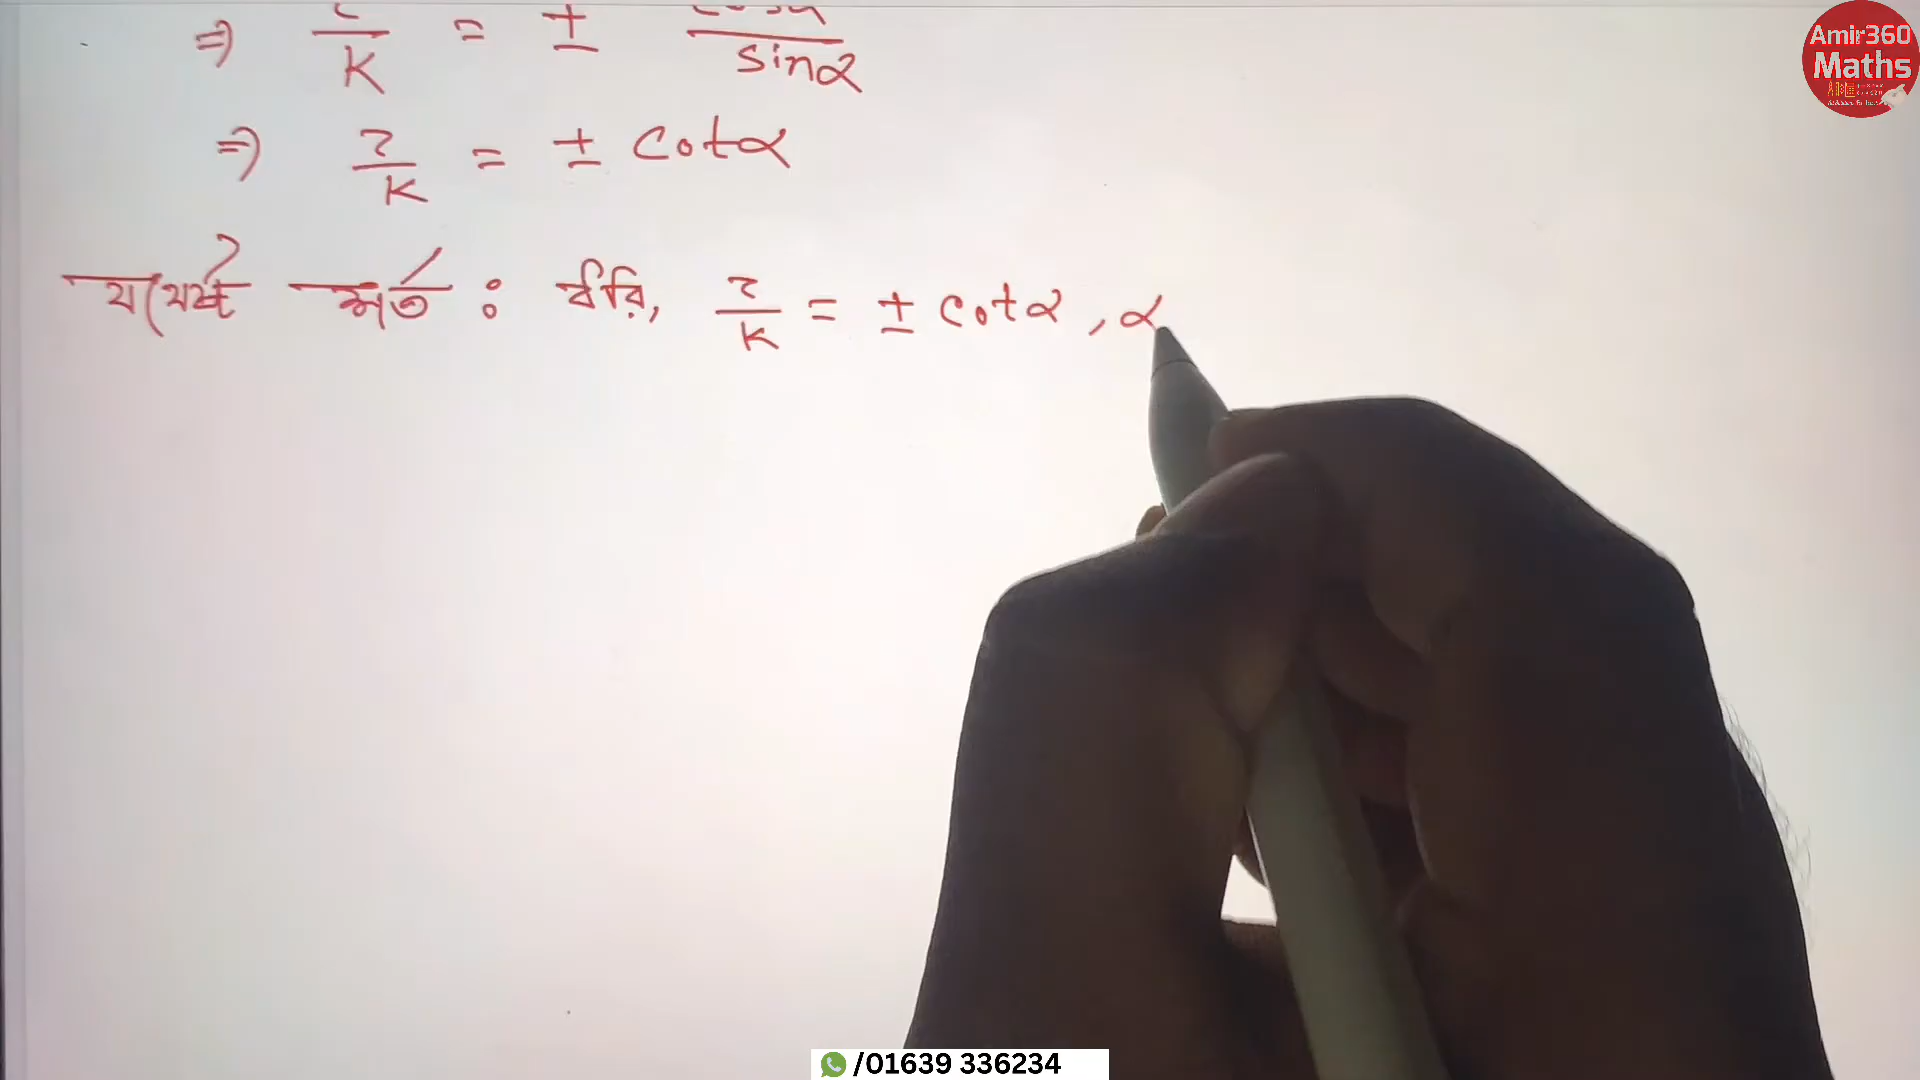 ⇒ τ/K = ± cosα/sinα
⇒ τ/K = ± cotα
যথেষ্ট শর্ত : ধরি, τ/K = ± cotα, α
Amir360
Maths
/01639 336234